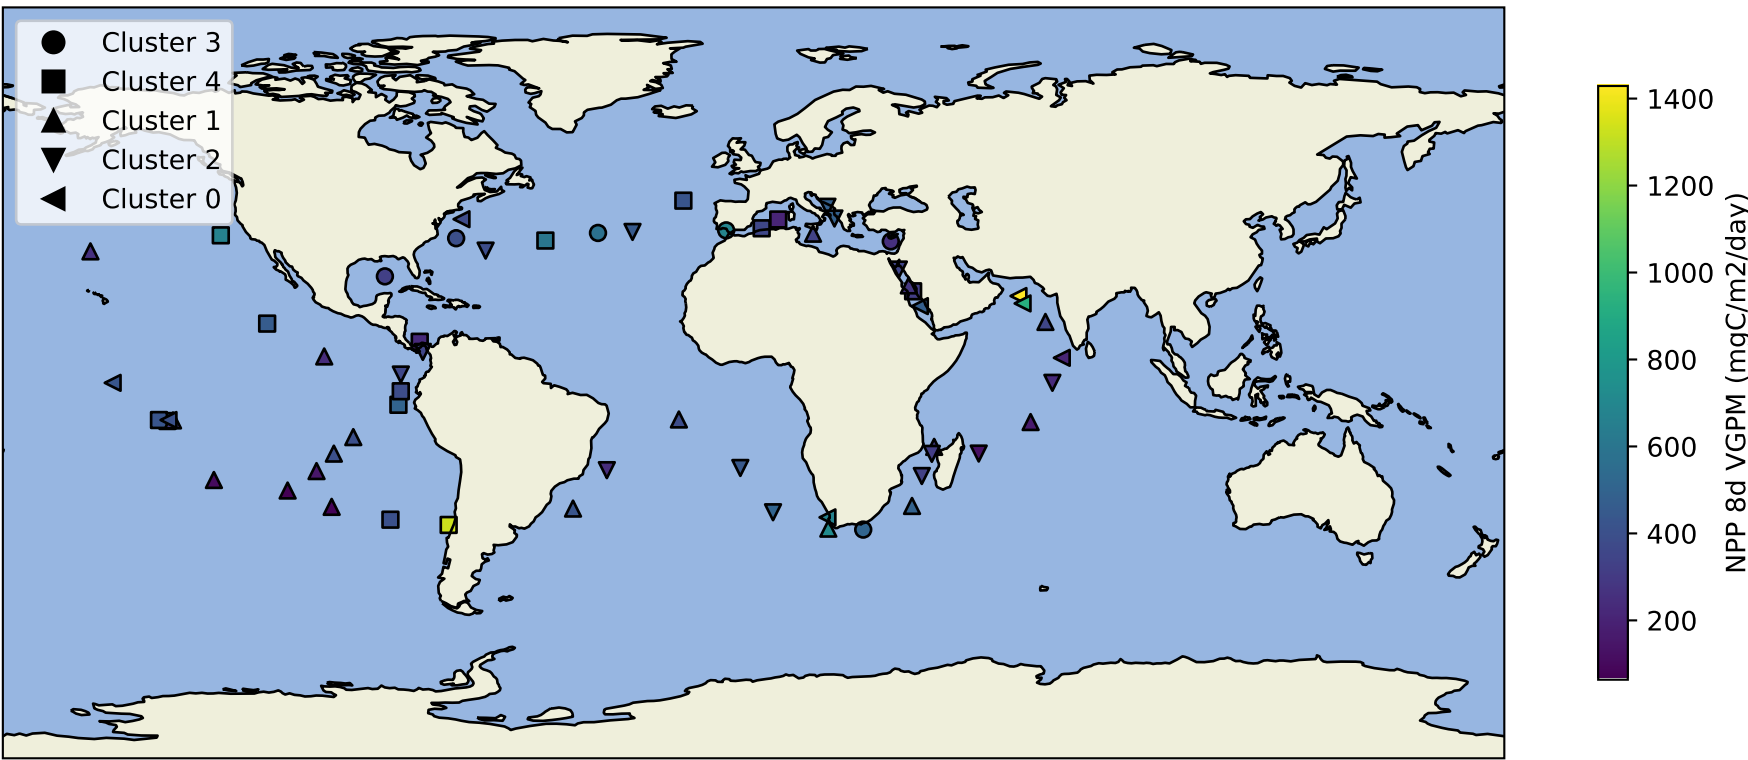 Cluster 3
Cluster 4
Cluster 1
Cluster 2
Cluster 0
1400
1200
1000
800
600
400
200
NPP 8d VGPM (mgC/m2/day)